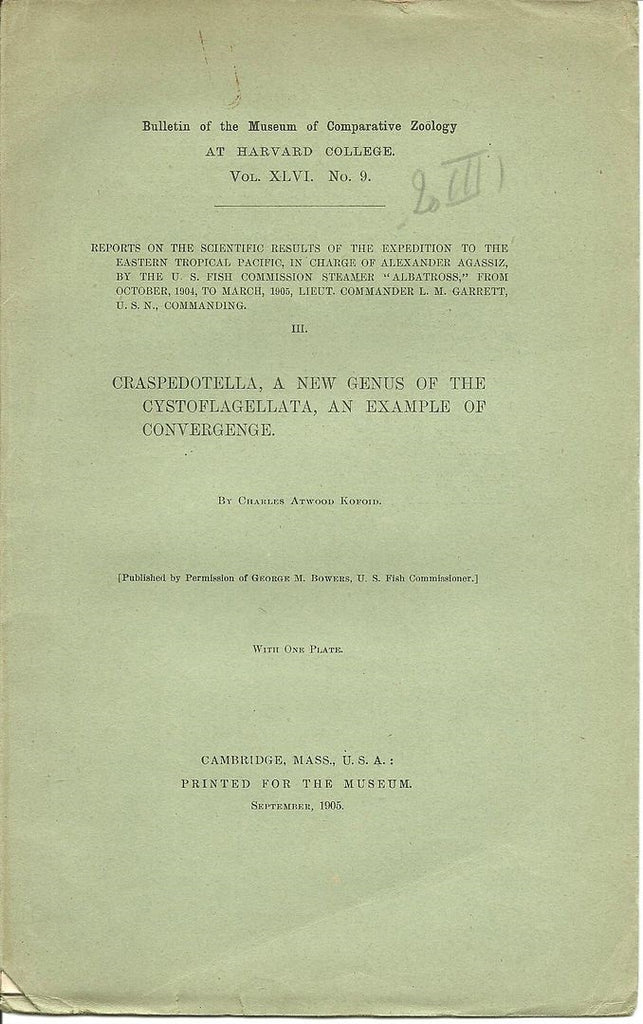 Bulletin of the Museum of Comparative Zoology
AT HARVARD COLLEGE.
VOL. XLVI. No. 9.
REPORTS ON THE SCIENTIFIC RESULTS OF THE EXPEDITION TO THE
EASTERN TROPICAL PACIFIC, IN CHARGE OF ALEXANDER AGASSIZ,
BY THE U. S. FISH COMMISSION STEAMER "ALBATROSS," FROM
OCTOBER, 1904, TO MARCH, 1905, LIEUT. COMMANDER L. M. GARRETT,
U. S. N., COMMANDING.
III.
CRASPEDOTELLA, A NEW GENUS OF THE
CYSTOFLAGELLATA, AN EXAMPLE OF
CONVERGENGE.
BY CHARLES ATWOOD KOFOID.
[Published by Permission of GEORGE M. BOWERS, U. S. Fish Commissioner.]
WITH ONE PLATE.
CAMBRIDGE, MASS., U. S. A. :
PRINTED FOR THE MUSEUM.
SEPTEMBER, 1905.